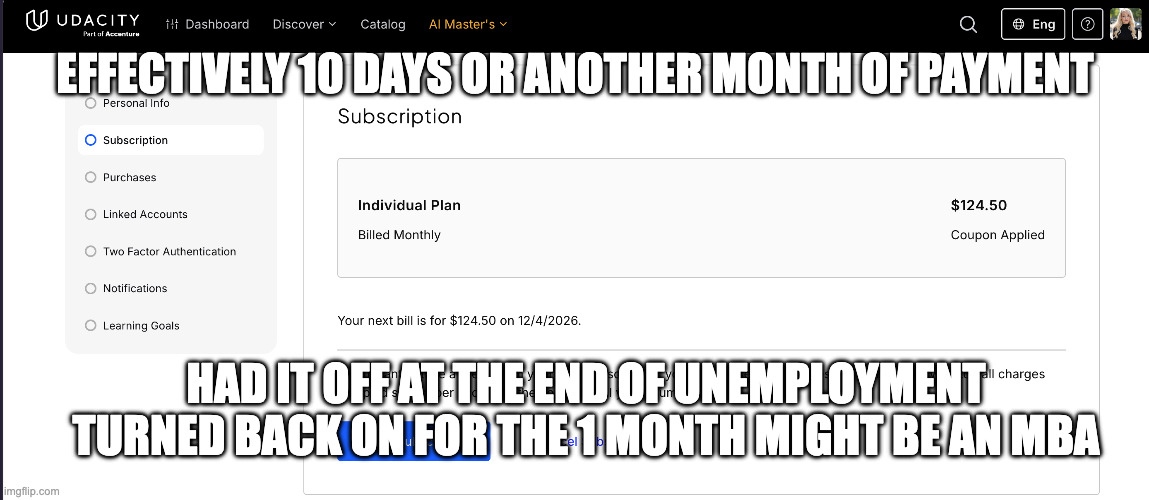 UDACITY
Part of Accenture
Dashboard
Discover
Catalog
AI Master's
Eng
EFFECTIVELY 10 DAYS OR ANOTHER MONTH OF PAYMENT
Personal Info
Subscription
Subscription
Purchases
Linked Accounts
Two Factor Authentication
Notifications
Learning Goals
Individual Plan
$124.50
Billed Monthly
Coupon Applied
Your next bill is for $124.50 on 12/4/2026.
all charges
HAD IT OFF AT THE END OF UNEMPLOYMENT
TURNED BACK ON FOR THE 1 MONTH MIGHT BE AN MBA
imgflip.com